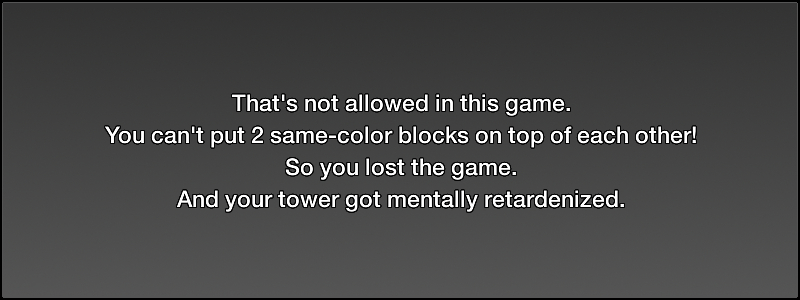 That's not allowed in this game.
You can't put 2 same-color blocks on top of each other!
So you lost the game.
And your tower got mentally retardenized.